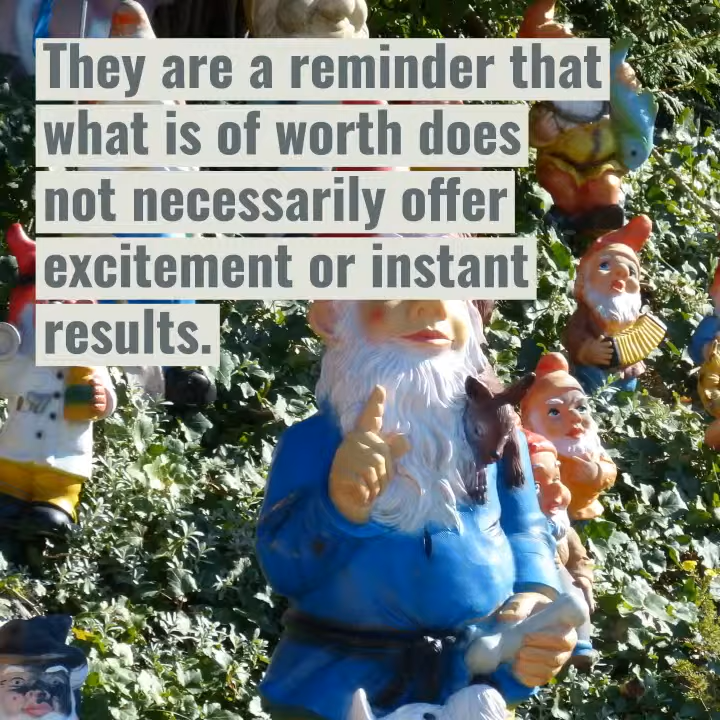 They are a reminder that
what is of worth does
not necessarily offer
excitement or instant
results.